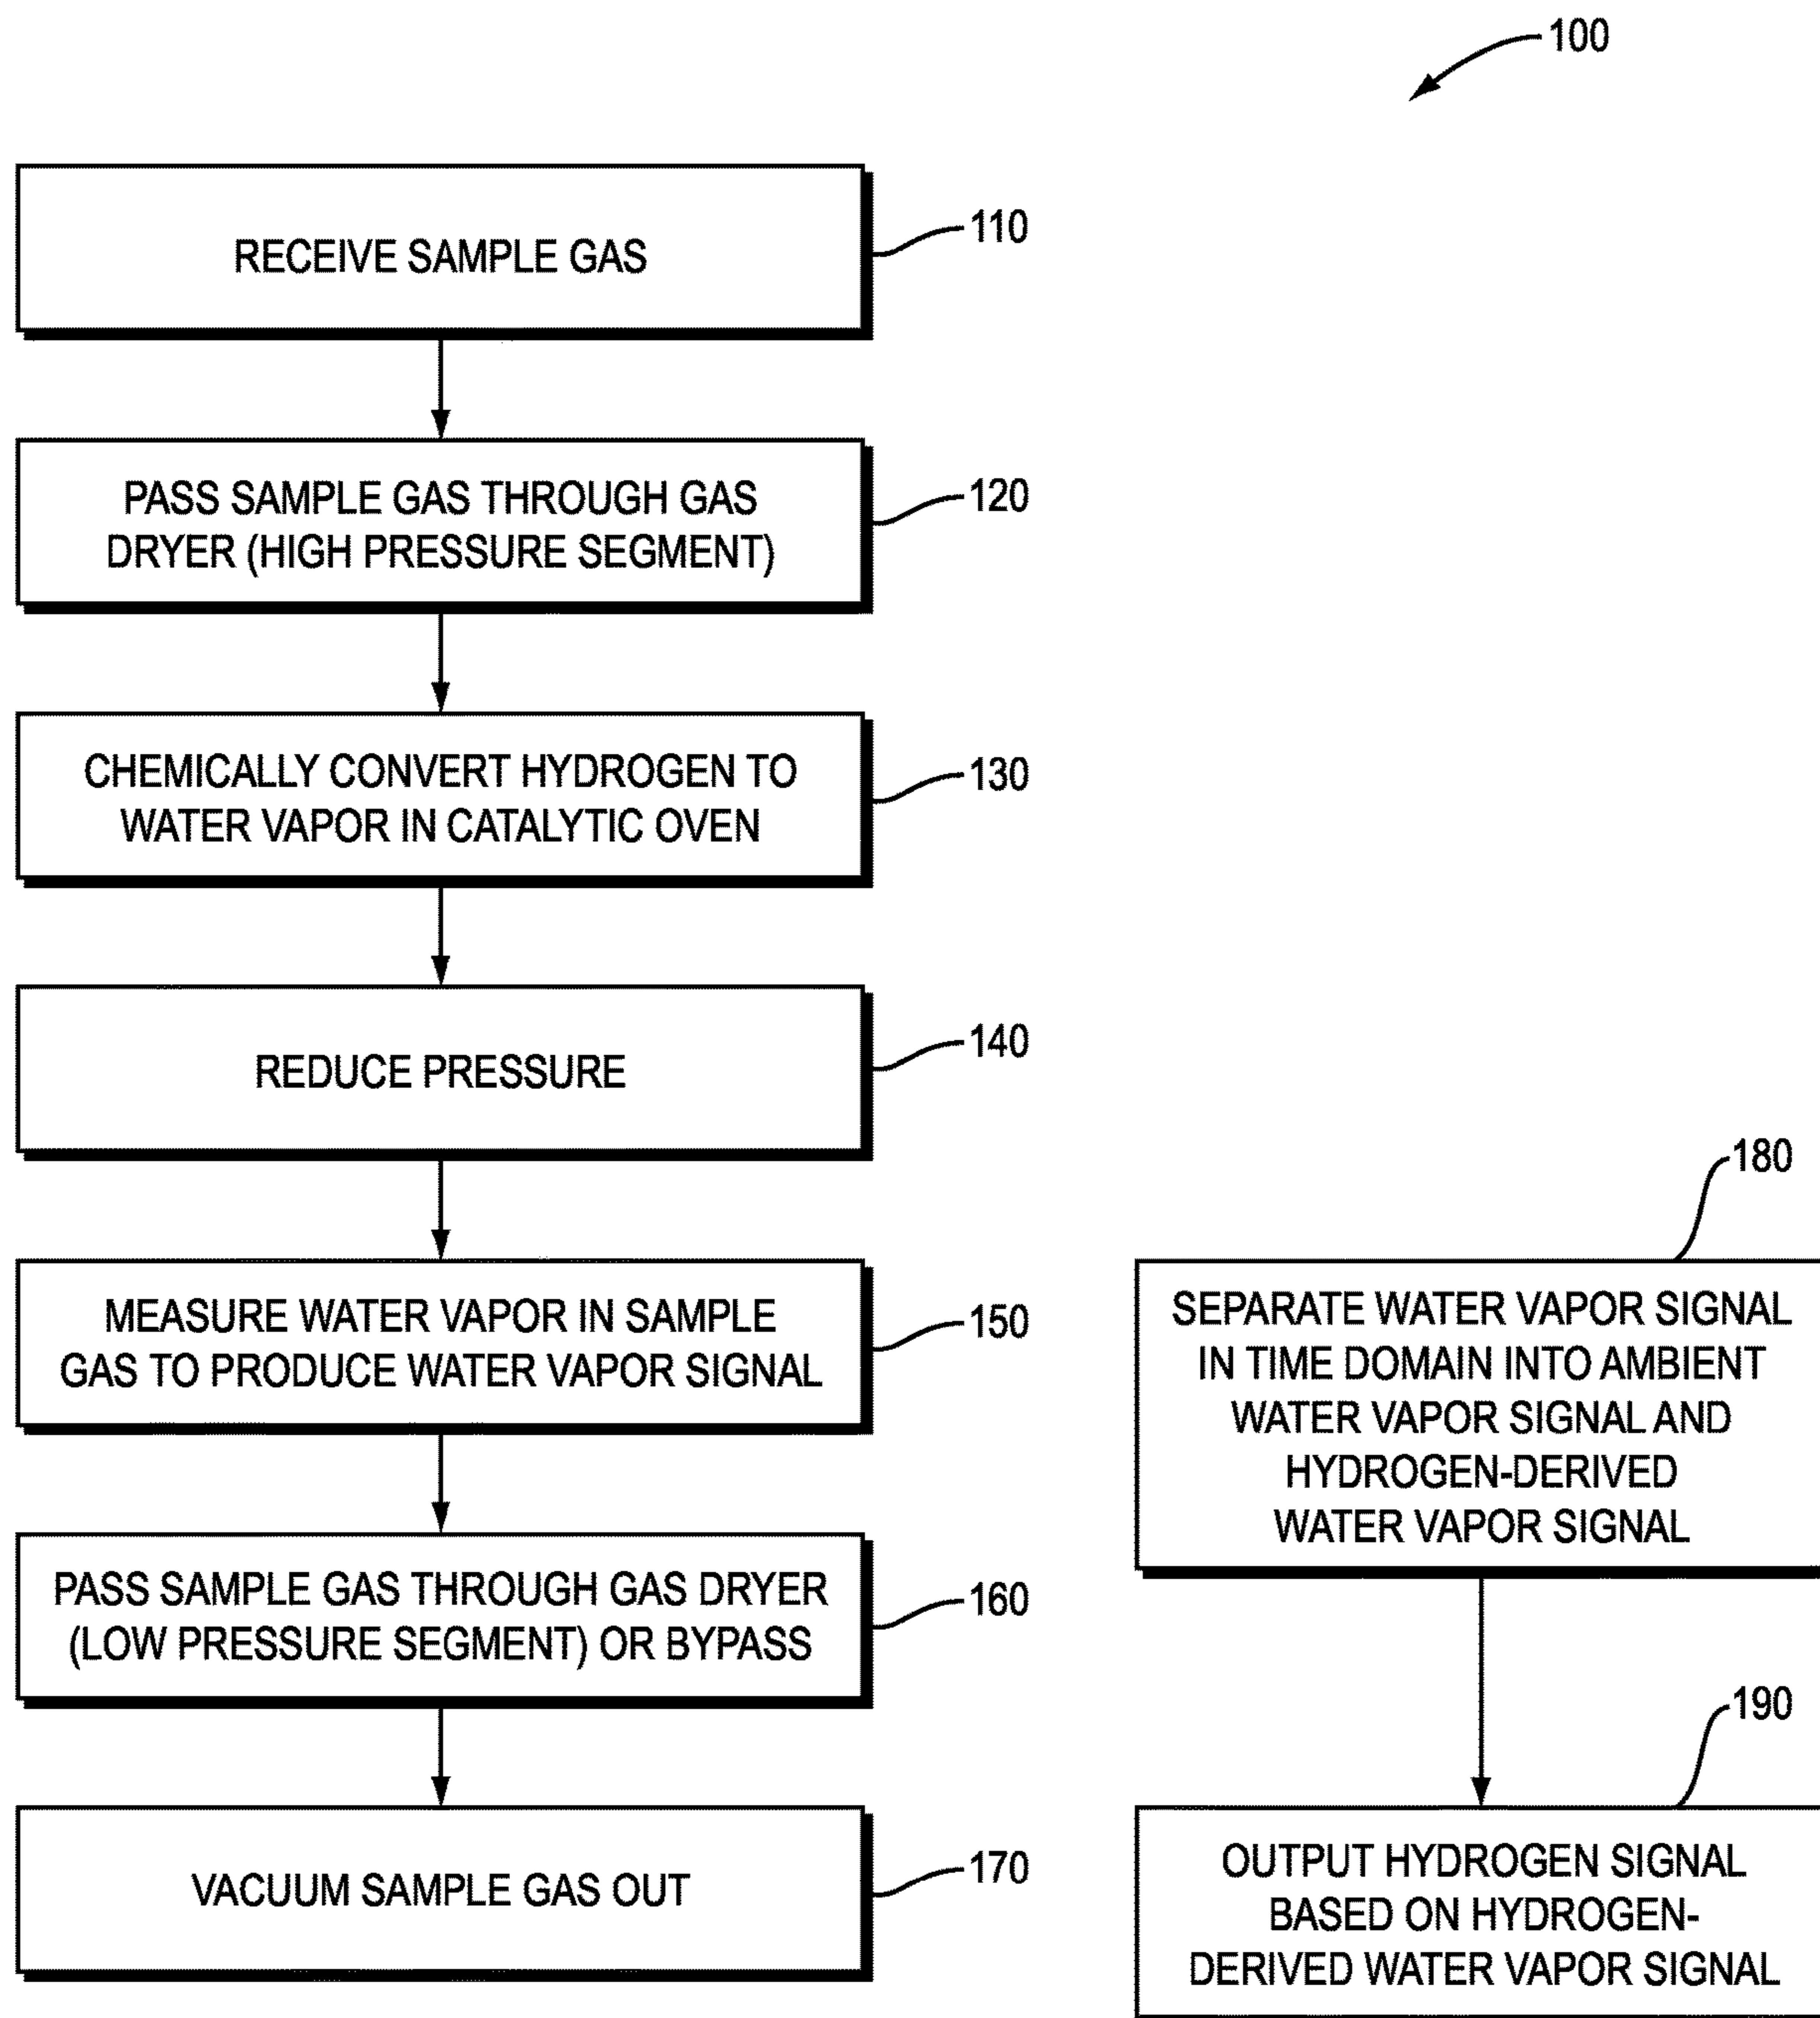 100
RECEIVE SAMPLE GAS
110
PASS SAMPLE GAS THROUGH GAS
DRYER (HIGH PRESSURE SEGMENT)
120
CHEMICALLY CONVERT HYDROGEN TO
WATER VAPOR IN CATALYTIC OVEN
130
REDUCE PRESSURE
140
MEASURE WATER VAPOR IN SAMPLE
GAS TO PRODUCE WATER VAPOR SIGNAL
150
PASS SAMPLE GAS THROUGH GAS DRYER
(LOW PRESSURE SEGMENT) OR BYPASS
160
VACUUM SAMPLE GAS OUT
170
180
SEPARATE WATER VAPOR SIGNAL
IN TIME DOMAIN INTO AMBIENT
WATER VAPOR SIGNAL AND
HYDROGEN-DERIVED
WATER VAPOR SIGNAL
190
OUTPUT HYDROGEN SIGNAL
BASED ON HYDROGEN-
DERIVED WATER VAPOR SIGNAL